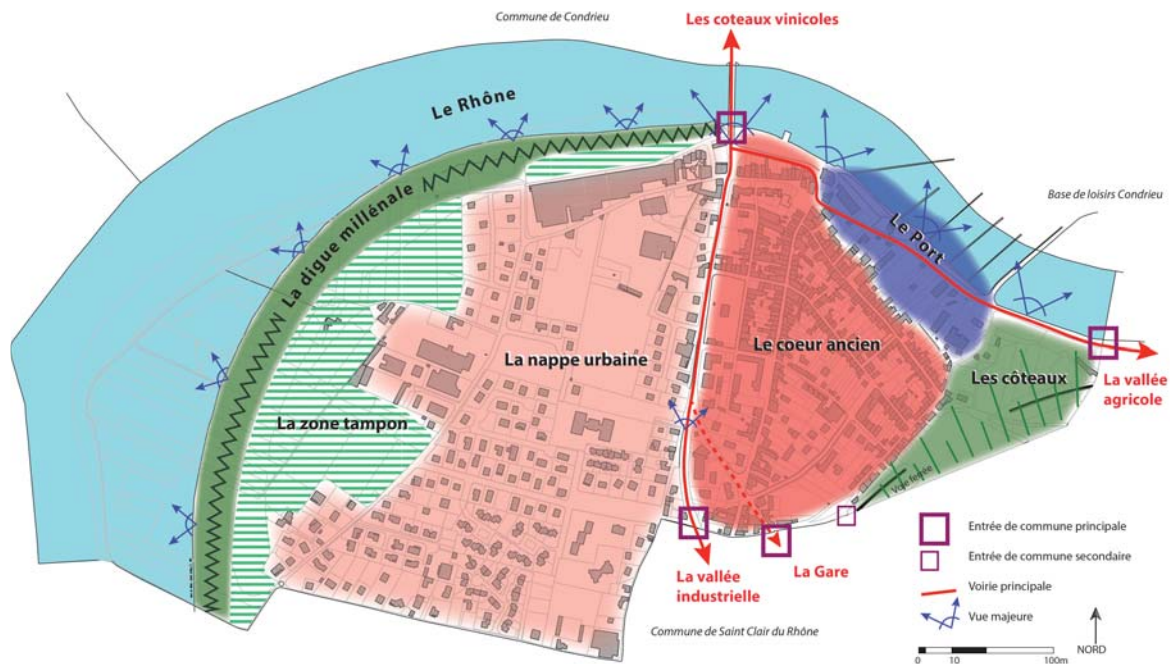 Commune de Condrieu
Les coteaux vinicoles
Le Rhône
La digue millénale
Base de loisirs Condrieu
Le Port
La nappe urbaine
Le coeur ancien
Les côteaux
La vallée
agricole
La zone tampon
Voie ferrée
La vallée
industrielle
La Gare
Commune de Saint Clair du Rhône
Entrée de commune principale
Entrée de commune secondaire
Voirie principale
Vue majeure
NORD
0 10 100m